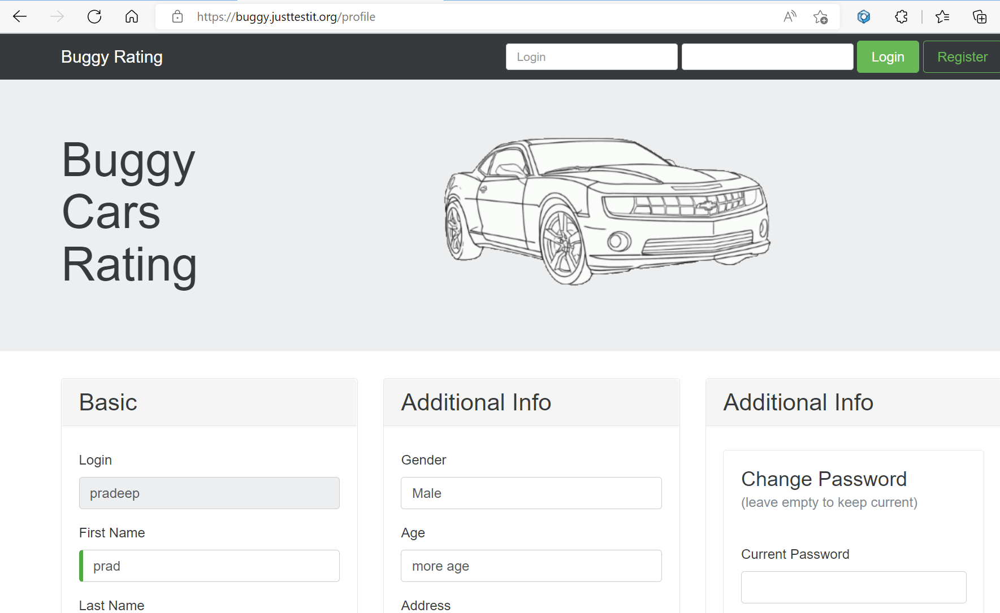 https://buggy.justtestit.org/profile
Buggy Rating
Login
Login
Register
Buggy
Cars
Rating
Basic
Login
pradeep
First Name
prad
Last Name
Additional Info
Gender
Male
Age
more age
Address
Additional Info
Change Password
(leave empty to keep current)
Current Password